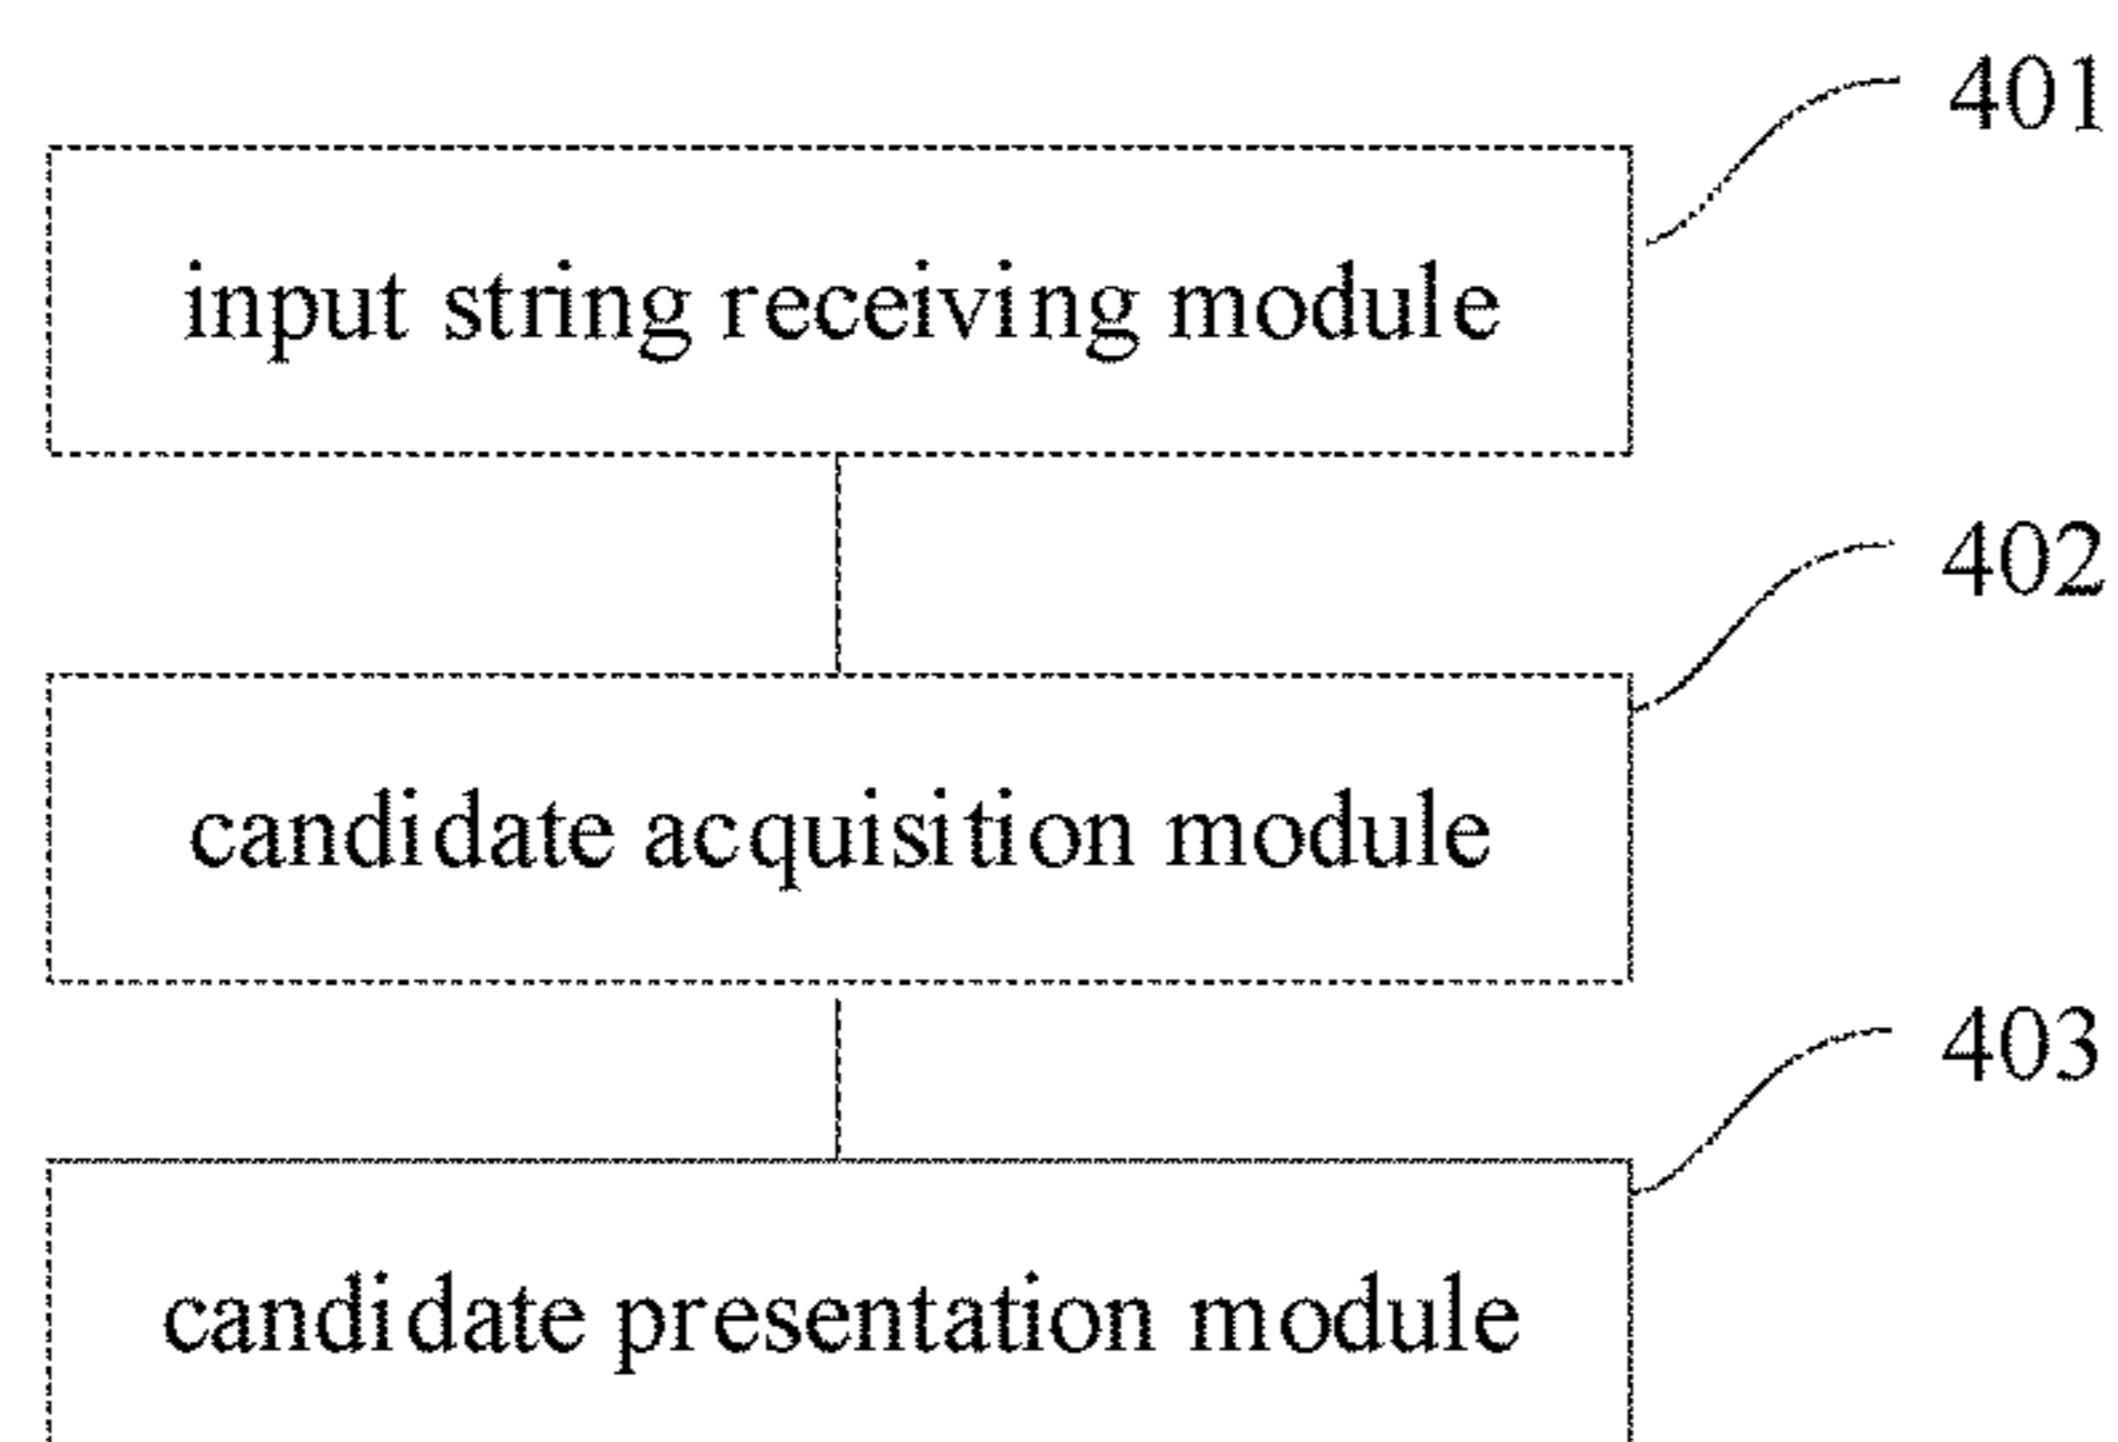 401
input string receiving module
402
candidate acquisition module
403
candidate presentation module